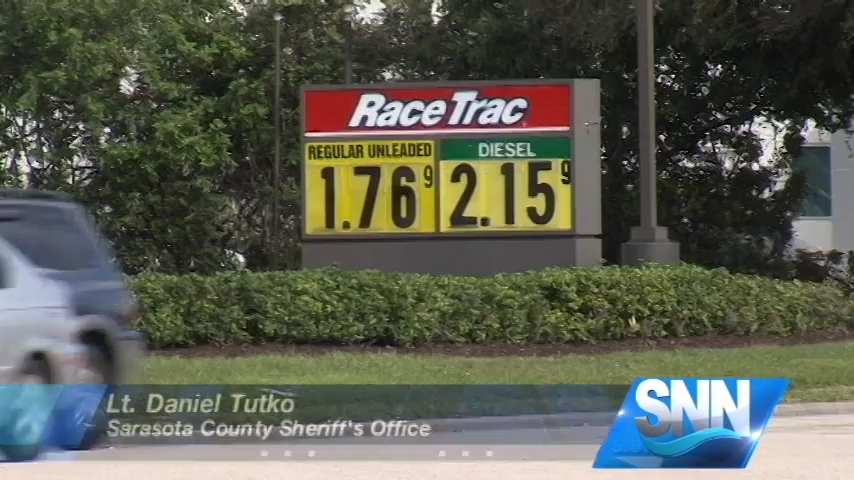 RaceTrac
REGULAR UNLEADED
1.76 9
DIESEL
2.15 9
Lt. Daniel Tutko
Sarasota County Sheriff's Office
SNN